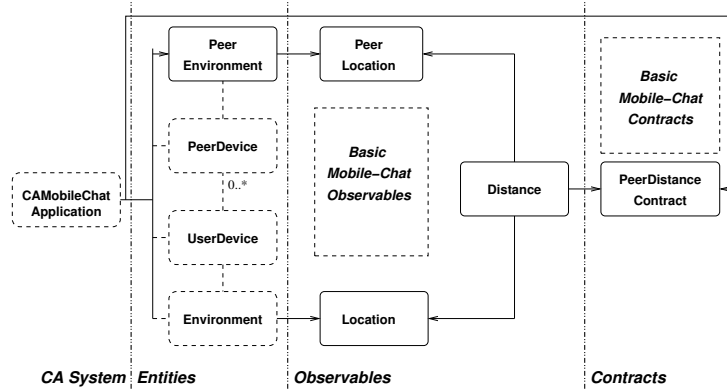 Peer
Environment
Peer
Location
Basic
Mobile-Chat
Contracts
PeerDevice
Basic
Mobile-Chat
Observables
0..*
CAMobileChat
Application
Distance
PeerDistance
Contract
UserDevice
Environment
Location
CA System
Entities
Observables
Contracts